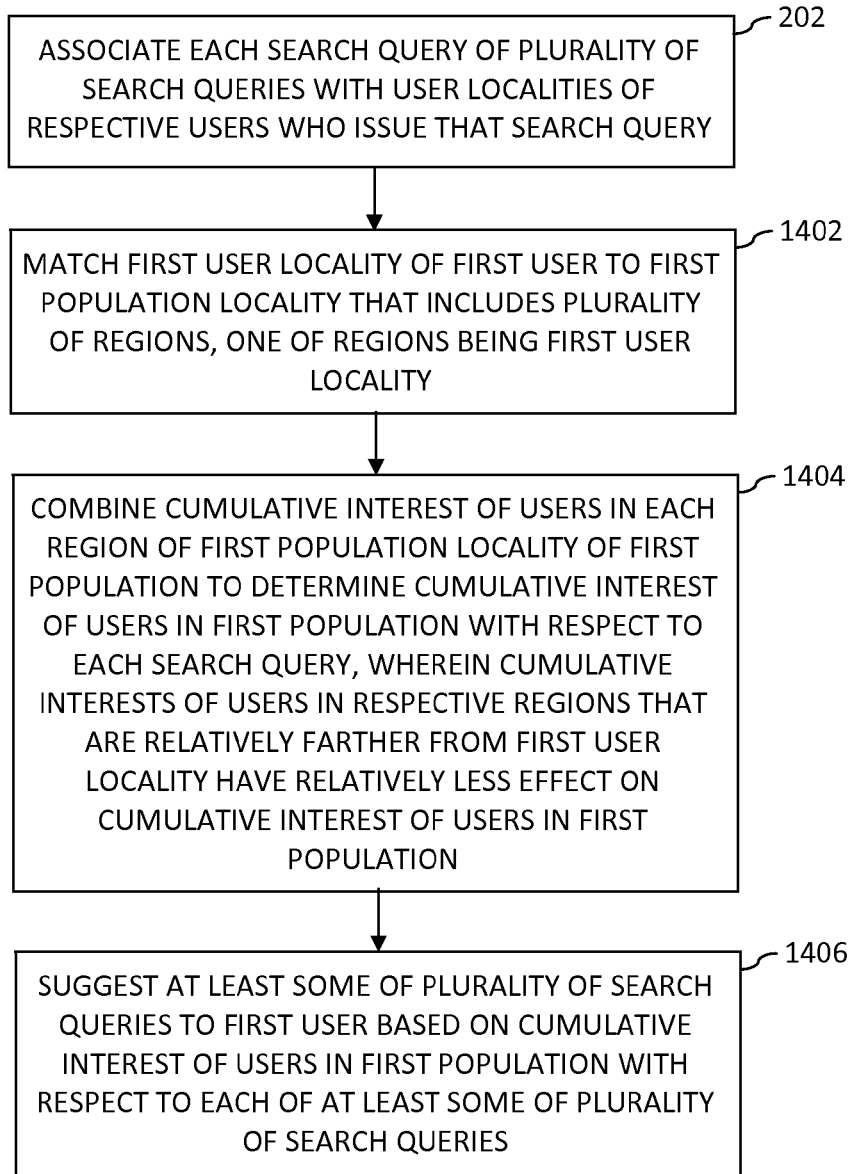 202
ASSOCIATE EACH SEARCH QUERY OF PLURALITY OF
SEARCH QUERIES WITH USER LOCALITIES OF
RESPECTIVE USERS WHO ISSUE THAT SEARCH QUERY
1402
MATCH FIRST USER LOCALITY OF FIRST USER TO FIRST
POPULATION LOCALITY THAT INCLUDES PLURALITY
OF REGIONS, ONE OF REGIONS BEING FIRST USER
LOCALITY
1404
COMBINE CUMULATIVE INTEREST OF USERS IN EACH
REGION OF FIRST POPULATION LOCALITY OF FIRST
POPULATION TO DETERMINE CUMULATIVE INTEREST
OF USERS IN FIRST POPULATION WITH RESPECT TO
EACH SEARCH QUERY, WHEREIN CUMULATIVE
INTERESTS OF USERS IN RESPECTIVE REGIONS THAT
ARE RELATIVELY FARTHER FROM FIRST USER
LOCALITY HAVE RELATIVELY LESS EFFECT ON
CUMULATIVE INTEREST OF USERS IN FIRST
POPULATION
1406
SUGGEST AT LEAST SOME OF PLURALITY OF SEARCH
QUERIES TO FIRST USER BASED ON CUMULATIVE
INTEREST OF USERS IN FIRST POPULATION WITH
RESPECT TO EACH OF AT LEAST SOME OF PLURALITY
OF SEARCH QUERIES